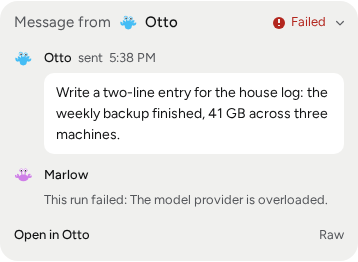 Message from Otto Failed
Otto sent 5:38 PM
Write a two-line entry for the house log: the
weekly backup finished, 41 GB across three
machines.
Marlow
This run failed: The model provider is overloaded.
Open in Otto Raw